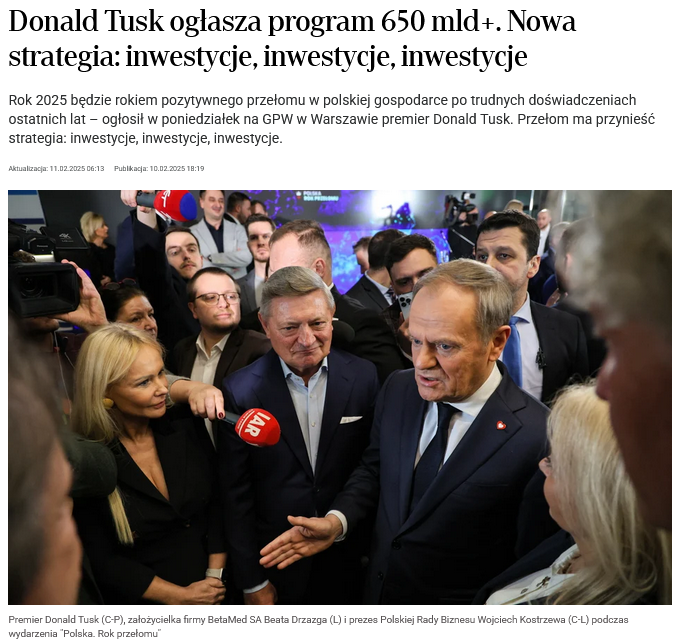 Donald Tusk ogłasza program 650 mld+. Nowa
strategia: inwestycje, inwestycje, inwestycje
Rok 2025 będzie rokiem pozytywnego przełomu w polskiej gospodarce po trudnych doświadczeniach
ostatnich lat – ogłosił w poniedziałek na GPW w Warszawie premier Donald Tusk. Przełom ma przynieść
strategia: inwestycje, inwestycje, inwestycje.
Aktualizacja: 11.02.2025 06:13 Publikacja: 10.02.2025 18:19
POLSKA
ROK PRZEŁOMU
IAR
Premier Donald Tusk (C-P), założycielka firmy BetaMed SA Beata Drzazga (L) i prezes Polskiej Rady Biznesu Wojciech Kostrzewa (C-L) podczas
wydarzenia "Polska. Rok przełomu"